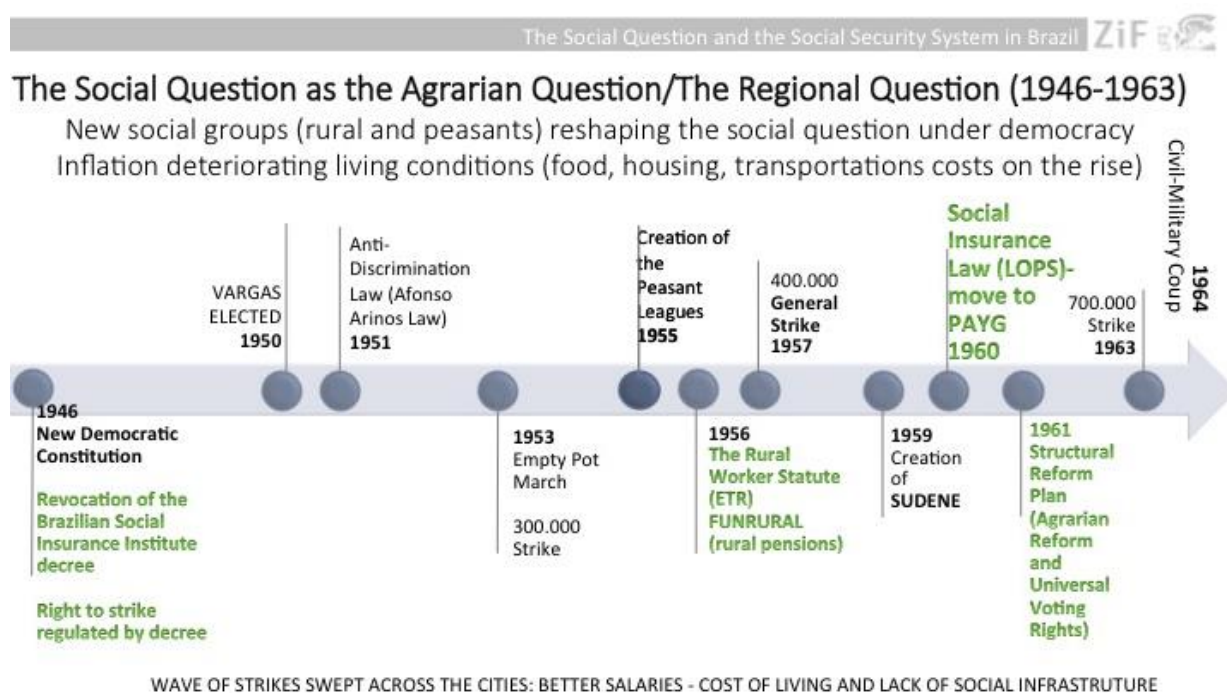 The Social Question and the Social Security System in Brazil
ZiF
The Social Question as the Agrarian Question/The Regional Question (1946-1963)
New social groups (rural and peasants) reshaping the social question under democracy
Inflation deteriorating living conditions (food, housing, transportations costs on the rise)
1946
New Democratic
Constitution
Revocation of the
Brazilian Social
Insurance Institute
decree
Right to strike
regulated by decree
VARGAS
ELECTED
1950
Anti-
Discrimination
Law (Afonso
Arinos Law)
1951
1953
Empty Pot
March
300.000
Strike
Creation of
the
Peasant
Leagues
1955
1956
The Rural
Worker Statute
(ETR)
FUNRURAL
(rural pensions)
400.000
General
Strike
1957
1959
Creation
of
SUDENE
Social
Insurance
Law (LOPS)-
move to
PAYG
1960
1961
Structural
Reform
Plan
(Agrarian
Reform
and
Universal
Voting
Rights)
700.000
Strike
1963
1964
Civil-Military Coup
WAVE OF STRIKES SWEPT ACROSS THE CITIES: BETTER SALARIES - COST OF LIVING AND LACK OF SOCIAL INFRASTRUTURE